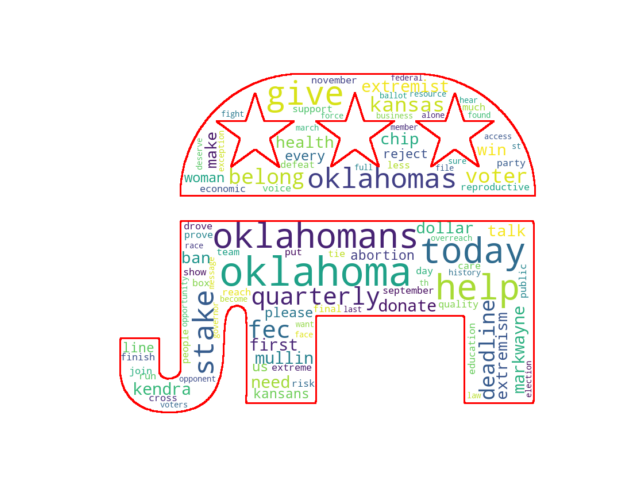 november federal
give extremist
ballot resource
kansas hear
fight support much
force business alone found
deserve make exception march member
health chip access
every reject win st
defeat full less sure file party
woman belong oklahomas voter
economic voice reproductive
drove oklahomans dollar talk
prove overreach
race team put tie abortion today
ban message oklahoma day care public
show history
box opportunity reach quarterly september th help
become donate quality
stake governor please final last
people fec want deadline extremism markwayne
line first face education
finish mullin
join run us extreme
opponent need risk
kendra kansans election
cross law
voters